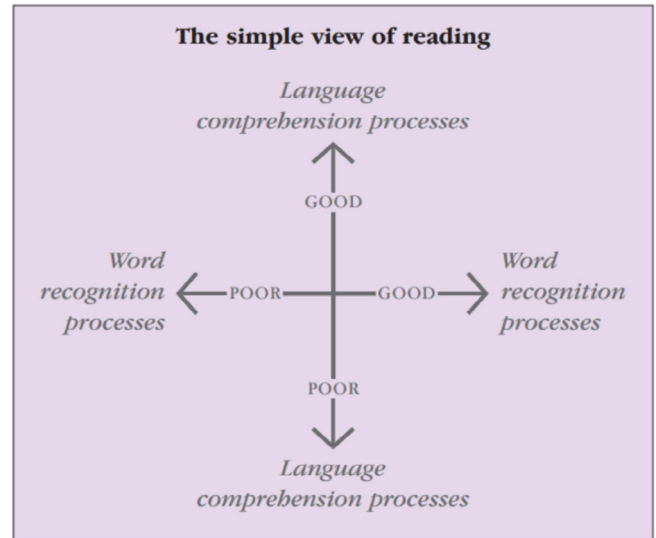 The simple view of reading
Language
comprehension processes
GOOD
Word
recognition
processes
POOR
GOOD
Word
recognition
processes
POOR
Language
comprehension processes